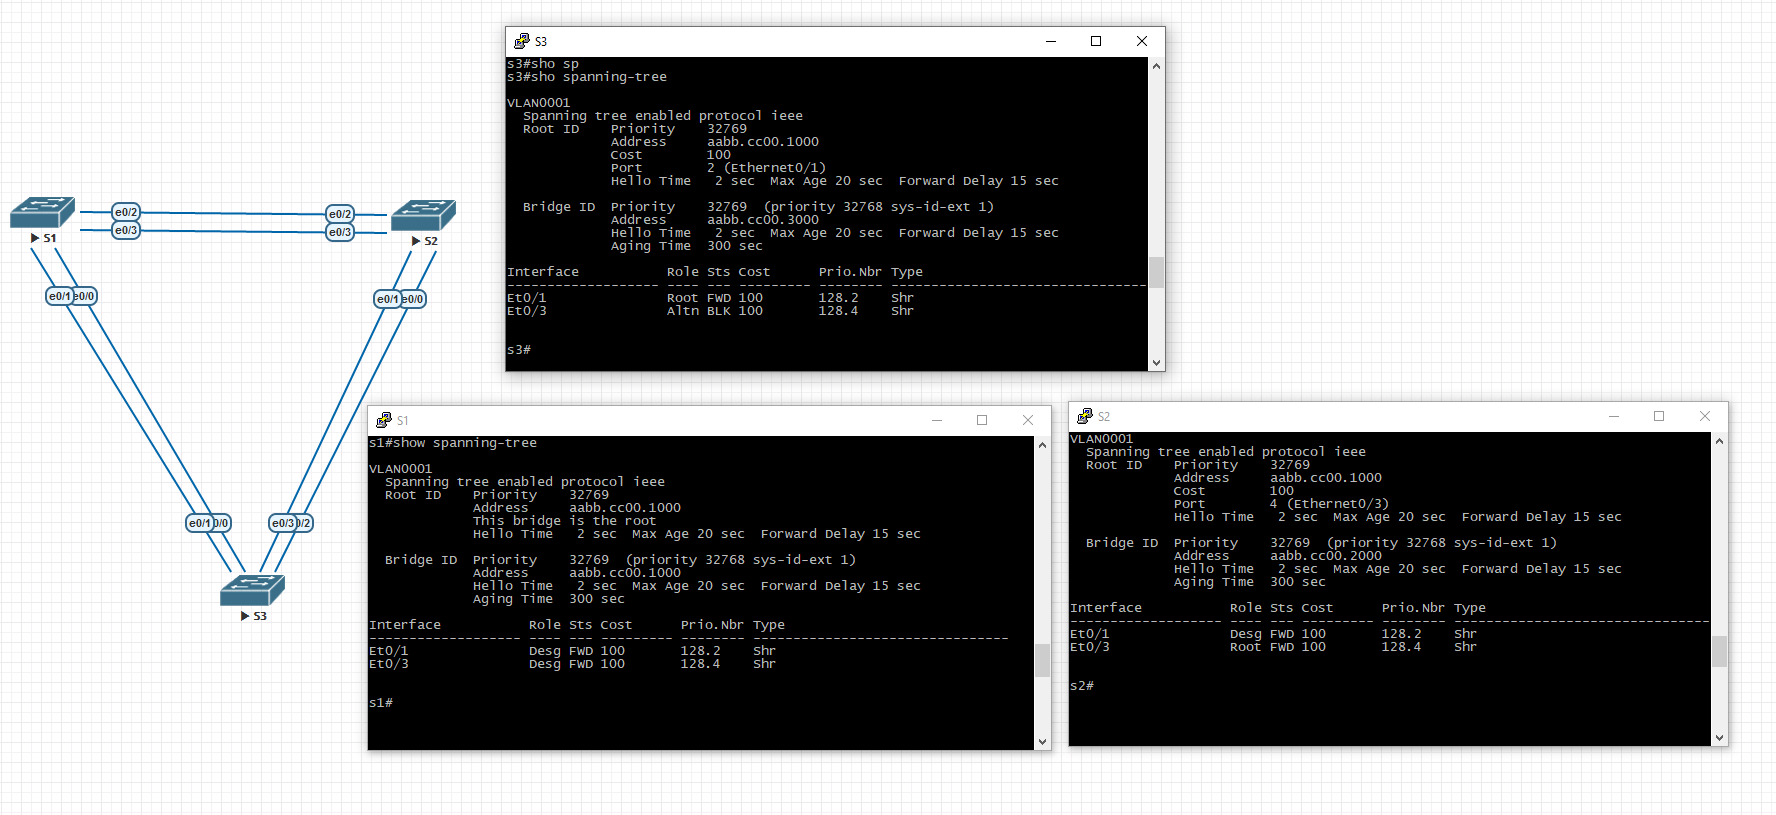 S3
s3#sho sp
s3#sho spanning-tree
VLAN0001
Spanning tree enabled protocol ieee
Root ID Priority 32769
Address aabb.cc00.1000
Cost 100
Port 2 (Ethernet0/1)
Hello Time 2 sec Max Age 20 sec Forward Delay 15 sec
Bridge ID Priority 32769 (priority 32768 sys-id-ext 1)
Address aabb.cc00.3000
Hello Time 2 sec Max Age 20 sec Forward Delay 15 sec
Aging Time 300 sec
Interface Role Sts Cost Prio.Nbr Type
------------------- ---- --- --------- -------- --------------------------------
Et0/1 Root FWD 100 128.2 Shr
Et0/3 Altn BLK 100 128.4 Shr
s3#
e0/2 e0/2
e0/3 e0/3
S1 S2
e0/1 e0/0 e0/1 e0/0
e0/1 0/0 e0/3 0/2
S3
S1
s1#show spanning-tree
VLAN0001
Spanning tree enabled protocol ieee
Root ID Priority 32769
Address aabb.cc00.1000
This bridge is the root
Hello Time 2 sec Max Age 20 sec Forward Delay 15 sec
Bridge ID Priority 32769 (priority 32768 sys-id-ext 1)
Address aabb.cc00.1000
Hello Time 2 sec Max Age 20 sec Forward Delay 15 sec
Aging Time 300 sec
Interface Role Sts Cost Prio.Nbr Type
------------------- ---- --- --------- -------- --------------------------------
Et0/1 Desg FWD 100 128.2 Shr
Et0/3 Desg FWD 100 128.4 Shr
s1#
S2
VLAN0001
Spanning tree enabled protocol ieee
Root ID Priority 32769
Address aabb.cc00.1000
Cost 100
Port 4 (Ethernet0/3)
Hello Time 2 sec Max Age 20 sec Forward Delay 15 sec
Bridge ID Priority 32769 (priority 32768 sys-id-ext 1)
Address aabb.cc00.2000
Hello Time 2 sec Max Age 20 sec Forward Delay 15 sec
Aging Time 300 sec
Interface Role Sts Cost Prio.Nbr Type
------------------- ---- --- --------- -------- --------------------------------
Et0/1 Desg FWD 100 128.2 Shr
Et0/3 Root FWD 100 128.4 Shr
s2#